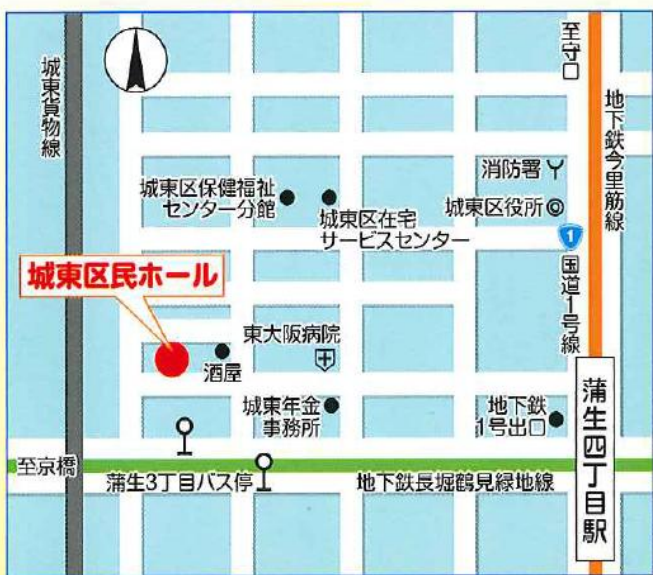 至守口
城東貨物線
地下鉄今里筋線
消防署
城東区保健福祉
センター分館
城東区在宅
サービスセンター
城東区役所
1
国道1号線
城東区民ホール
東大阪病院
酒屋
城東年金
事務所
地下鉄
1号出口
蒲生四丁目駅
至京橋
蒲生3丁目バス停
地下鉄長堀鶴見緑地線